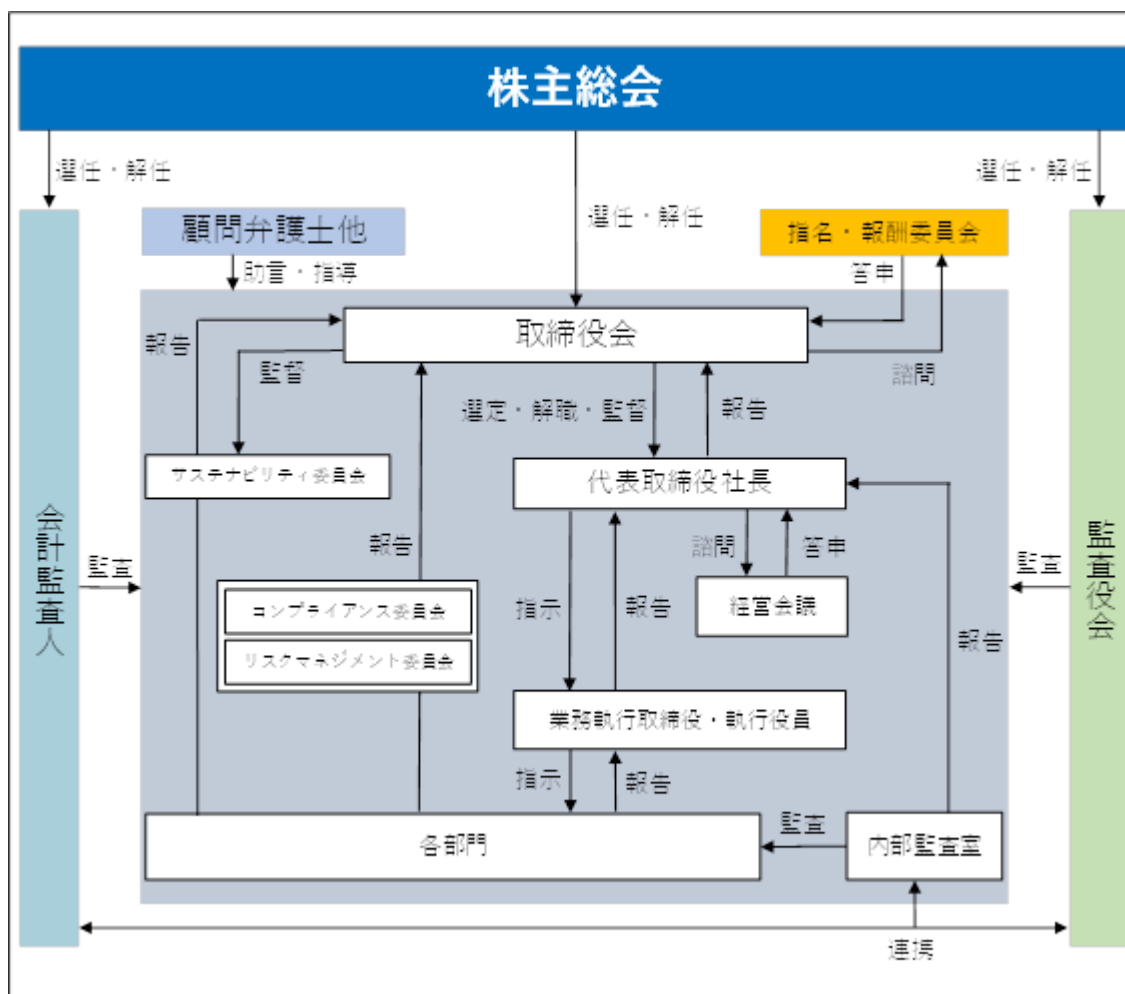 株主総会
選任・解任
選任・解任
選任・解任
顧問弁護士他
指名・報酬委員会
助言・指導
答申
取締役会
報告
監督
諮問
選定・解職・監督
報告
サステナビリティ委員会
代表取締役社長
会計監査人
監査
報告
諮問
答申
監査
監査役会
コンプライアンス委員会
リスクマネジメント委員会
指示
報告
経営会議
報告
業務執行取締役・執行役員
指示
報告
各部門
監査
内部監査室
連携